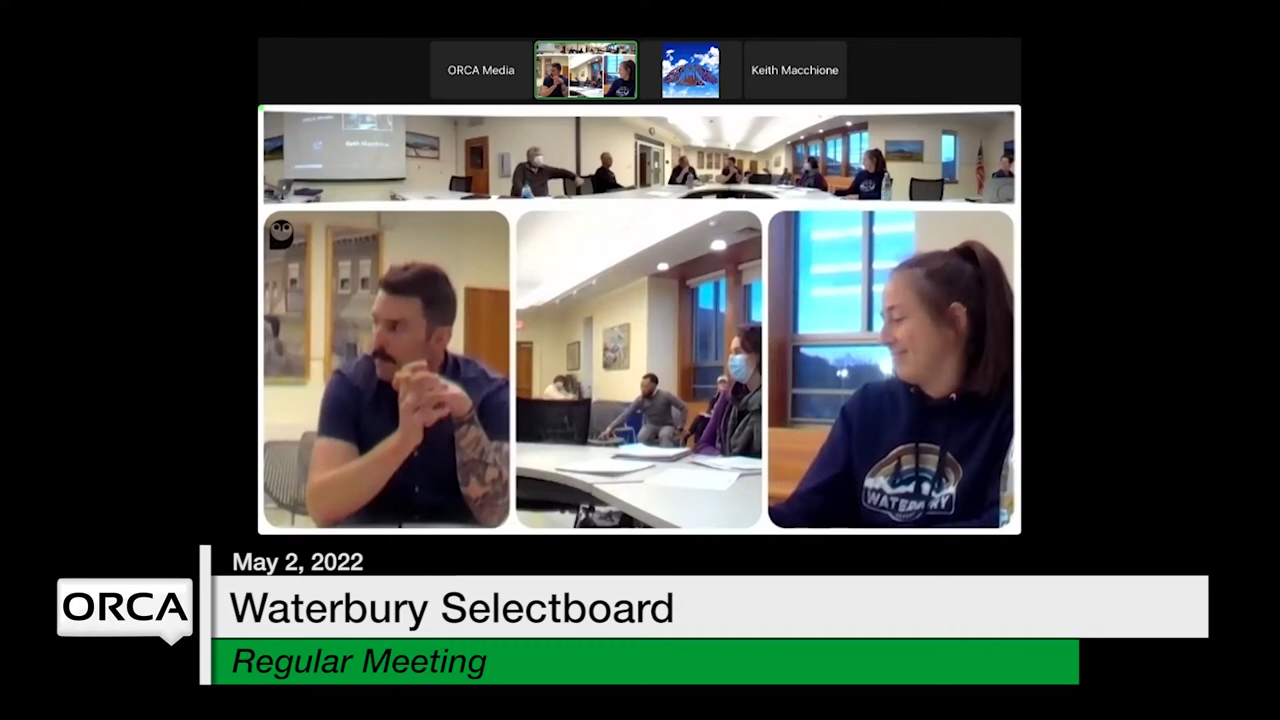 ORCA Media
Keith Macchione
WATERBURY
May 2, 2022
ORCA
Waterbury Selectboard
Regular Meeting